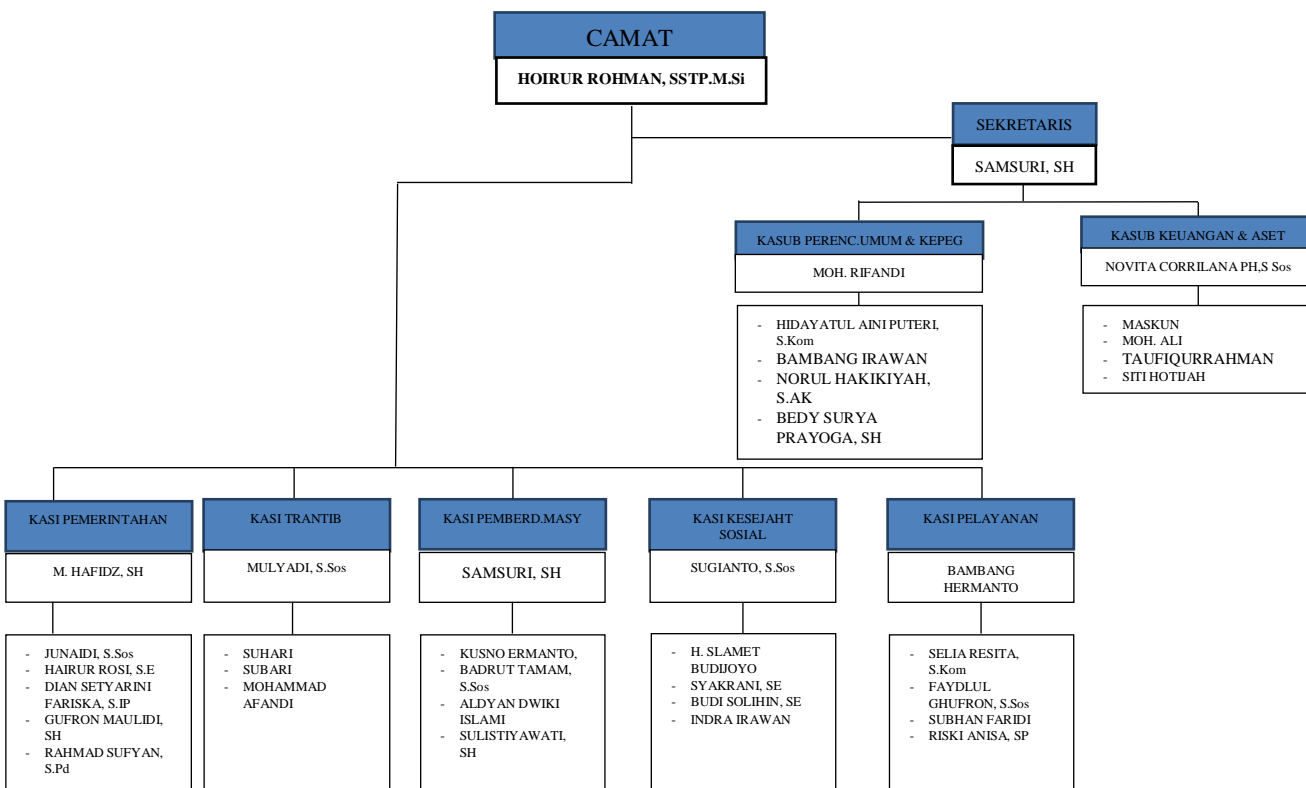 CAMAT
HOIRUR ROHMAN, SSTP.M.Si
SEKRETARIS
SAMSURI, SH
KASUB PERENC.UMUM & KEPEG
MOH. RIFANDI
- HIDAYATUL AINI PUTERI,
S.Kom
- BAMBANG IRAWAN
- NORUL HAKIKIYAH,
S.AK
- BEDY SURYA
PRAYOGA, SH
KASUB KEUANGAN & ASET
NOVITA CORRILANA PH,S Sos
- MASKUN
- MOH. ALI
- TAUFIQURRAHMAN
- SITI HOTIJAH
KASI PEMERINTAHAN
M. HAFIDZ, SH
- JUNAIDI, S.Sos
- HAIRUR ROSI, S.E
- DIAN SETYARINI
FARISKA, S.IP
- GUFRON MAULIDI,
SH
- RAHMAD SUFYAN,
S.Pd
KASI TRANTIB
MULYADI, S.Sos
- SUHARI
- SUBARI
- MOHAMMAD
AFANDI
KASI PEMBERD.MASY
SAMSURI, SH
- KUSNO ERMANTO,
- BADRUT TAMAM,
S.Sos
- ALDYAN DWIKI
ISLAMI
- SULISTIYAWATI,
SH
KASI KESEJAHT
SOSIAL
SUGIANTO, S.Sos
- H. SLAMET
BUDIJOYO
- SYAKRANI, SE
- BUDI SOLIHIN, SE
- INDRA IRAWAN
KASI PELAYANAN
BAMBANG
HERMANTO
- SELIA RESITA,
S.Kom
- FAYDLUL
GHUFRON, S.Sos
- SUBHAN FARIDI
- RISKI ANISA, SP